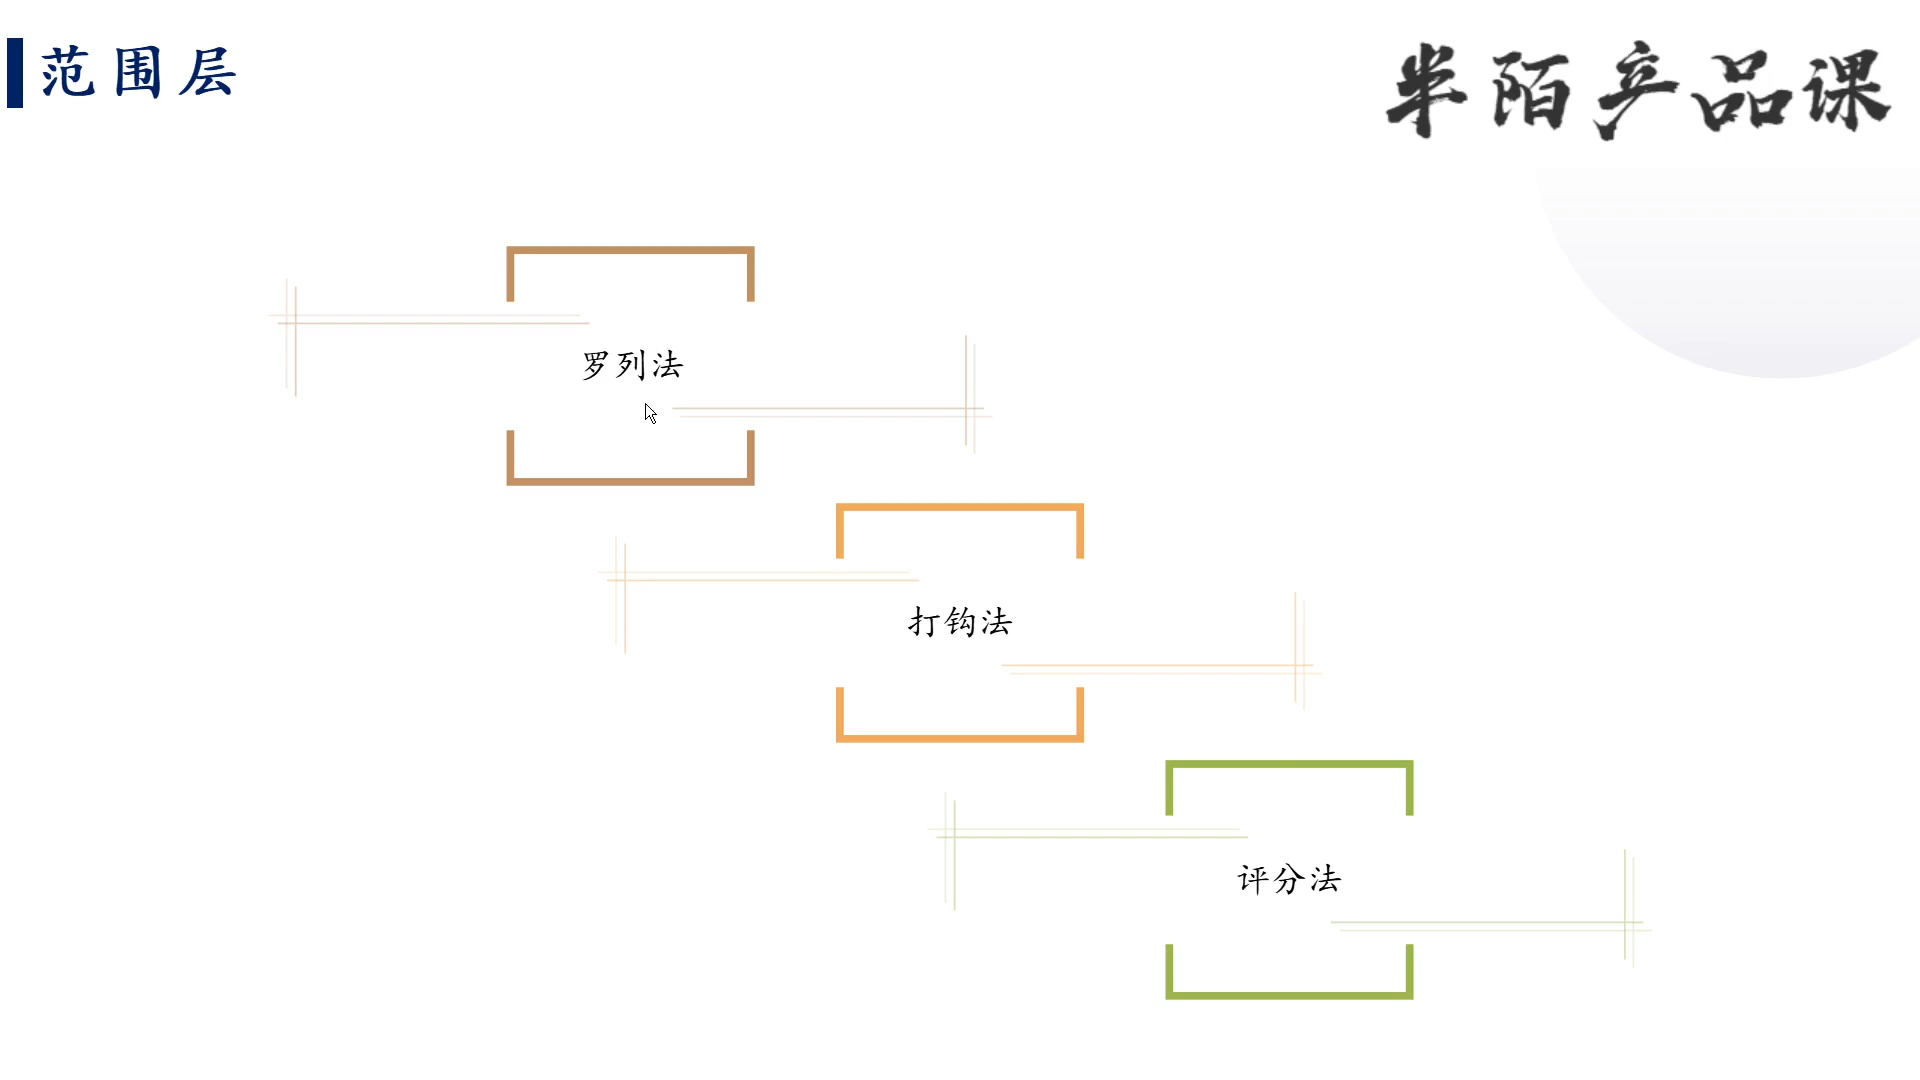 范围层
半陌产品课
罗列法
打钩法
评分法